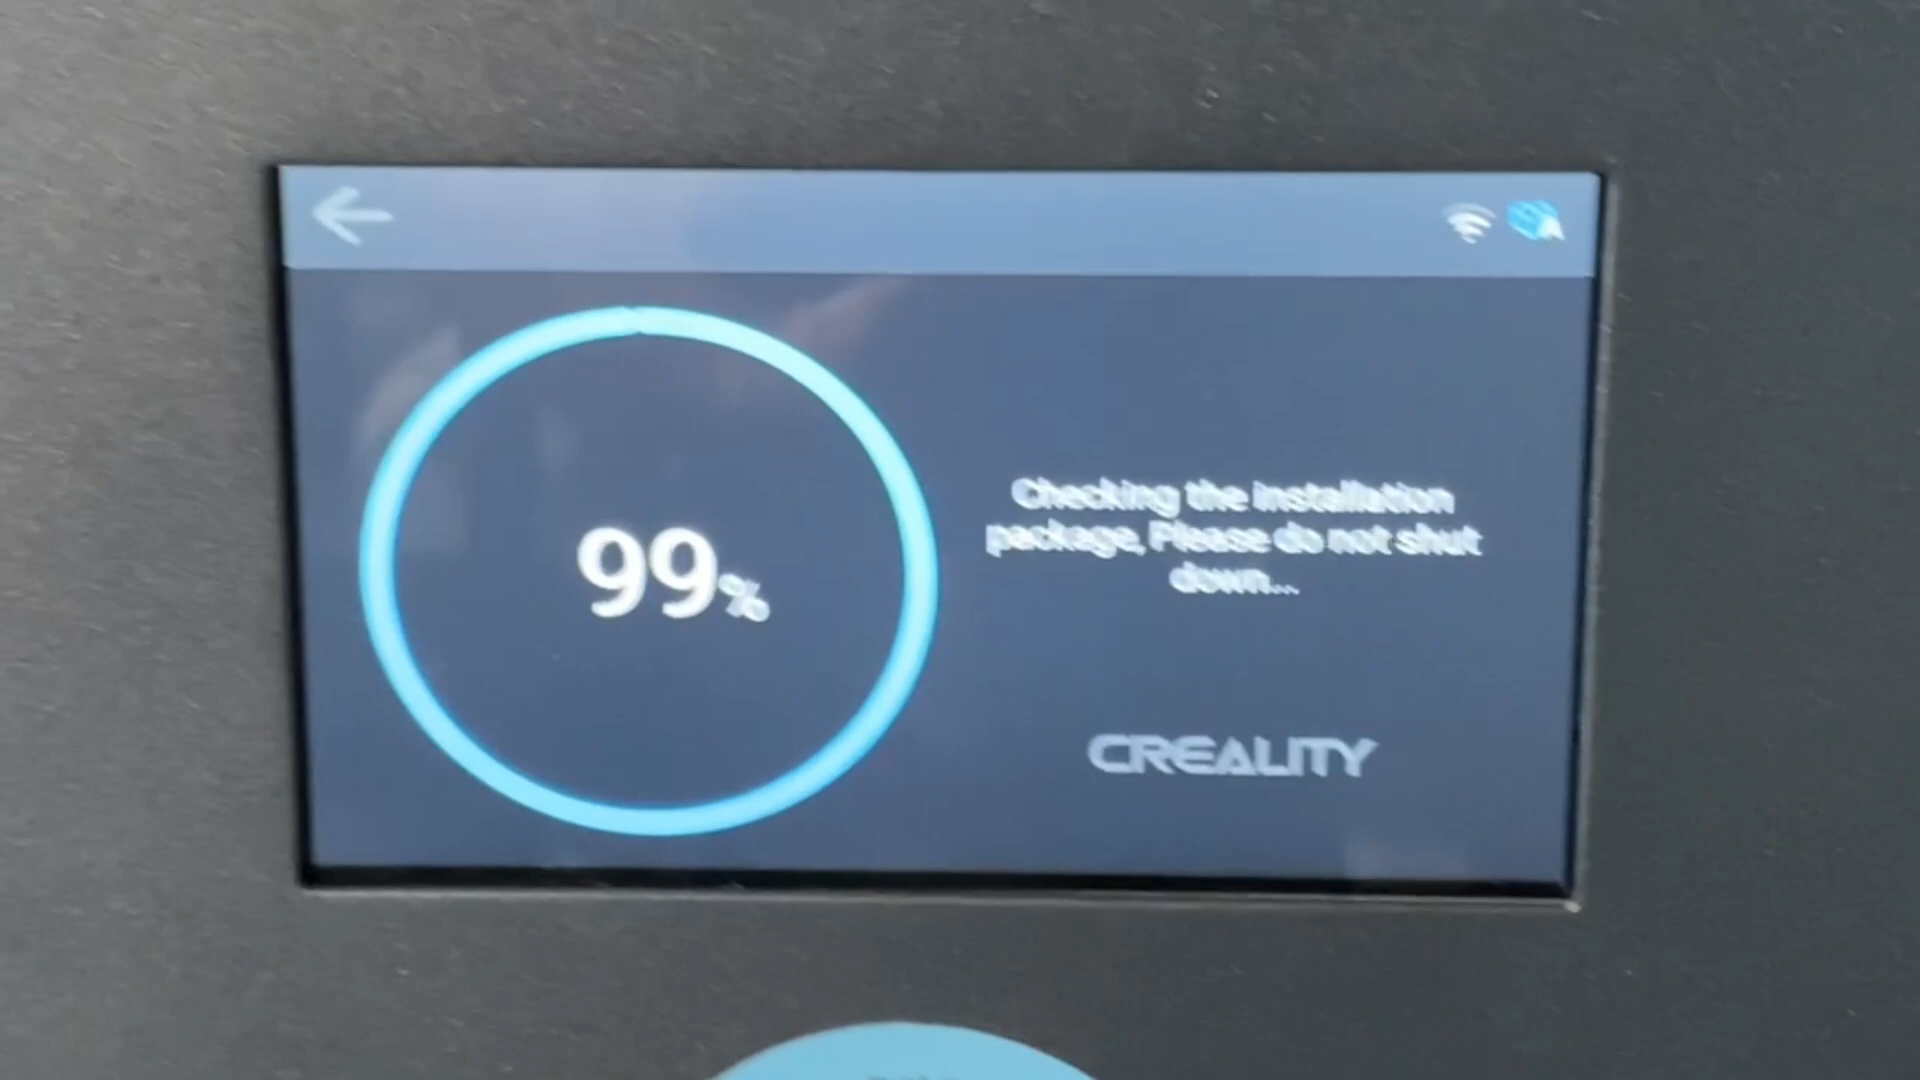 99%
Checking the installation
package, Please do not shut
down...
CREALITY